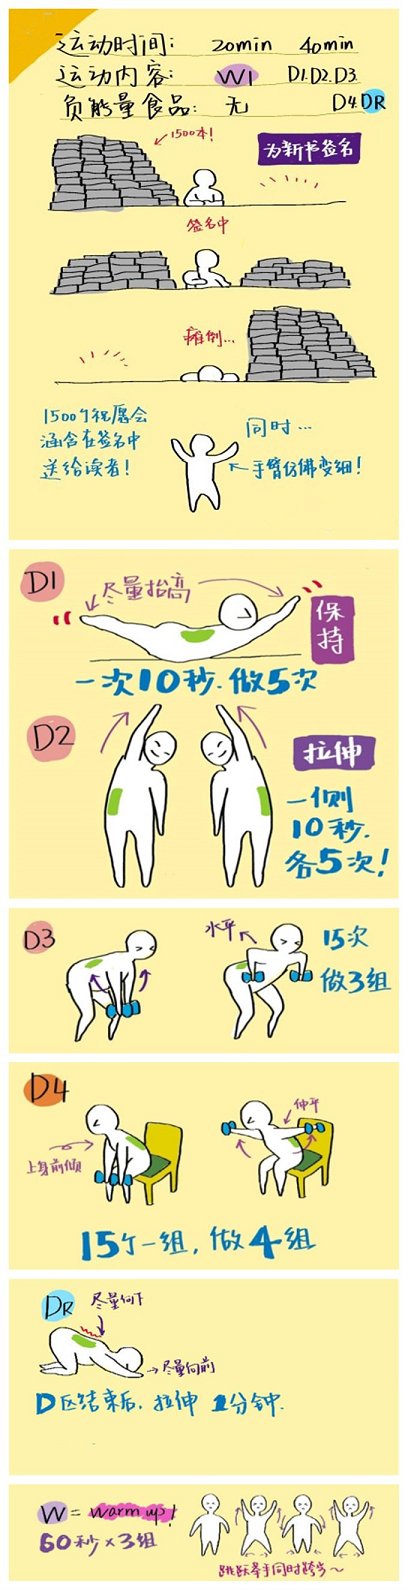 运动时间: 20min 40min
运动内容: W1 D1.D2.D3
负能量食品: 无 D4.DR
1500本!
为新书签名
签名中
瘫倒...
1500个祝愿会
涵含在签名中
送给读者!
同时...
手臂仿佛变细!
D1
尽量抬高
保持
一次10秒.做5次
D2
拉伸
一侧
10秒.
各5次!
D3
水平
15次
做3组
D4
上身前倾
伸平
15个一组,做4组
DR
尽量向下
尽量向前
D区结束后,拉伸 1分钟.
W = warm up!
60秒×3组
跳跃举手同时跨步~